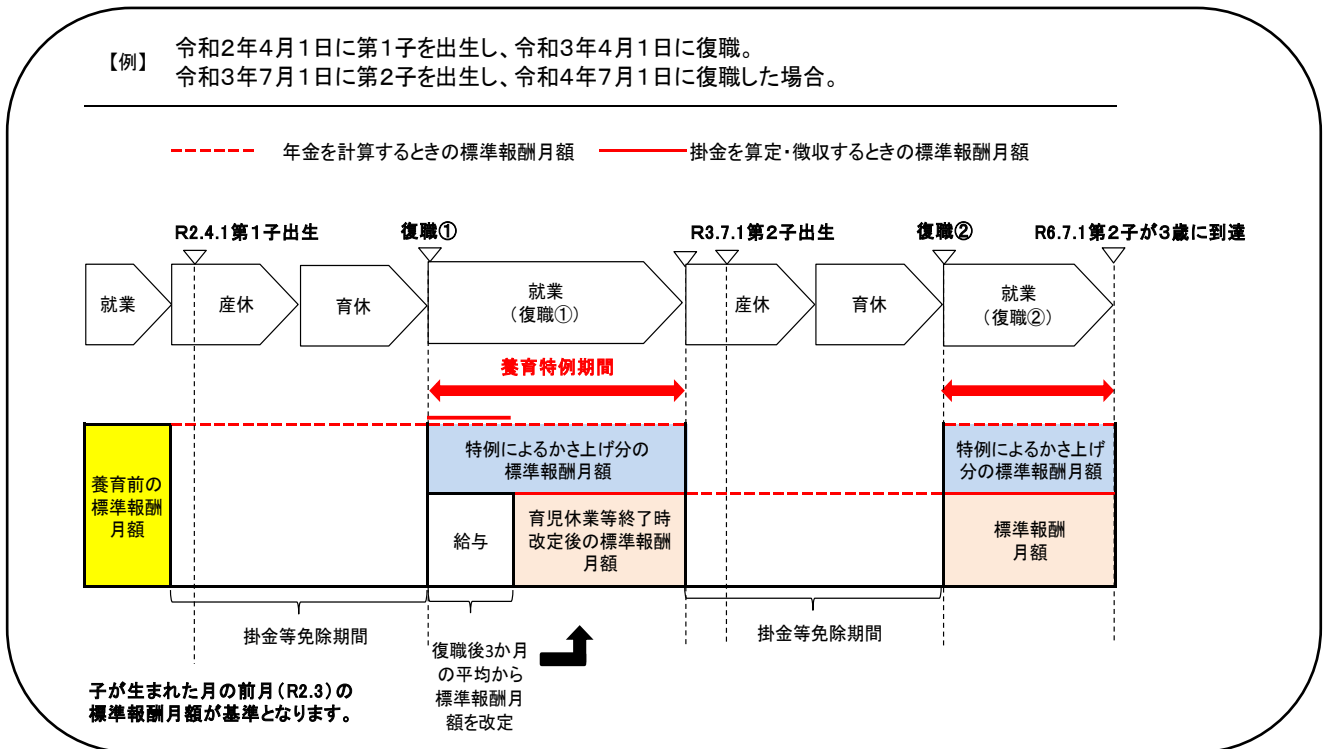 【例】
令和２年４月１日に第１子を出生し、令和３年４月１日に復職。
令和３年７月１日に第２子を出生し、令和４年７月１日に復職した場合。
年金を計算するときの標準報酬月額
掛金を算定・徴収するときの標準報酬月額
R2.4.1第１子出生
復職①
R3.7.1第２子出生
復職②
R6.7.1第２子が３歳に到達
就業
産休
育休
就業
（復職①）
産休
育休
就業
（復職②）
養育特例期間
養育前の
標準報酬
月額
特例によるかさ上げ分の
標準報酬月額
給与
育児休業等終了時
改定後の標準報酬
月額
特例によるかさ上げ
分の標準報酬月額
標準報酬
月額
掛金等免除期間
復職後3か月
の平均から
標準報酬月
額を改定
掛金等免除期間
子が生まれた月の前月（R2.3）の
標準報酬月額が基準となります。